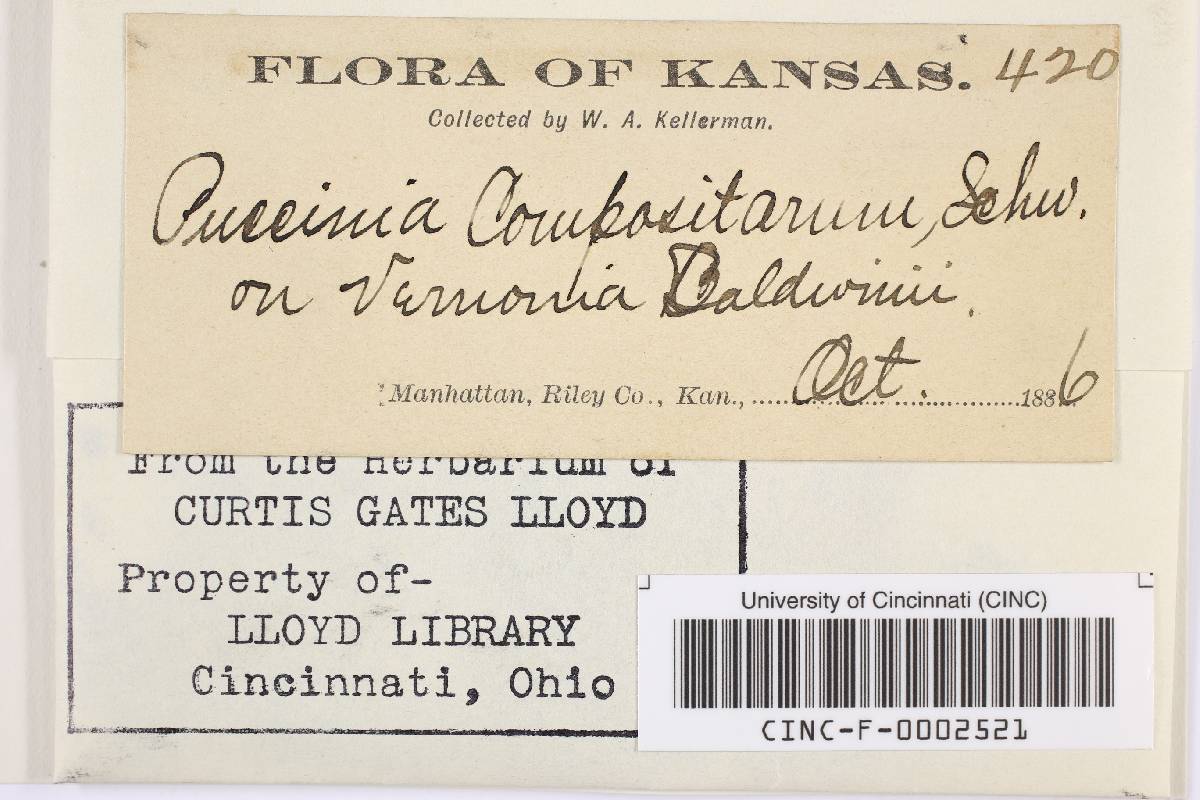 FLORA OF KANSAS. 420
Collected by W. A. Kellerman.
Puccinia Compositarum, Schw.
on Vernonia Baldwinii.
Manhattan, Riley Co., Kan., Oct. 1886
From the Herbarium of
CURTIS GATES LLOYD
Property of-
LLOYD LIBRARY
Cincinnati, Ohio
University of Cincinnati (CINC)
CINC-F-0002521